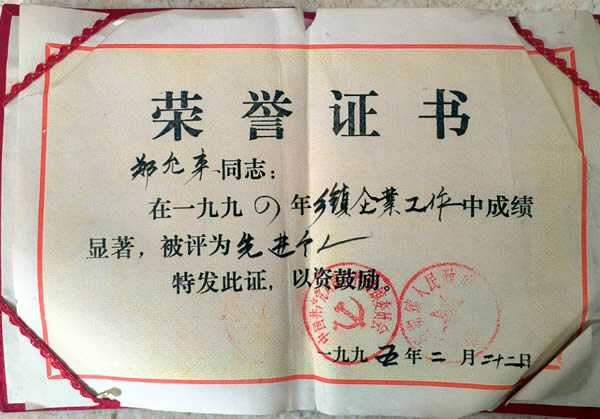 荣誉证书
郑允来同志：
在一九九四年乡镇企業工作中成绩
显著，被评为先进个人
特发此证，以资鼓励。
一九九五年二月二十二日